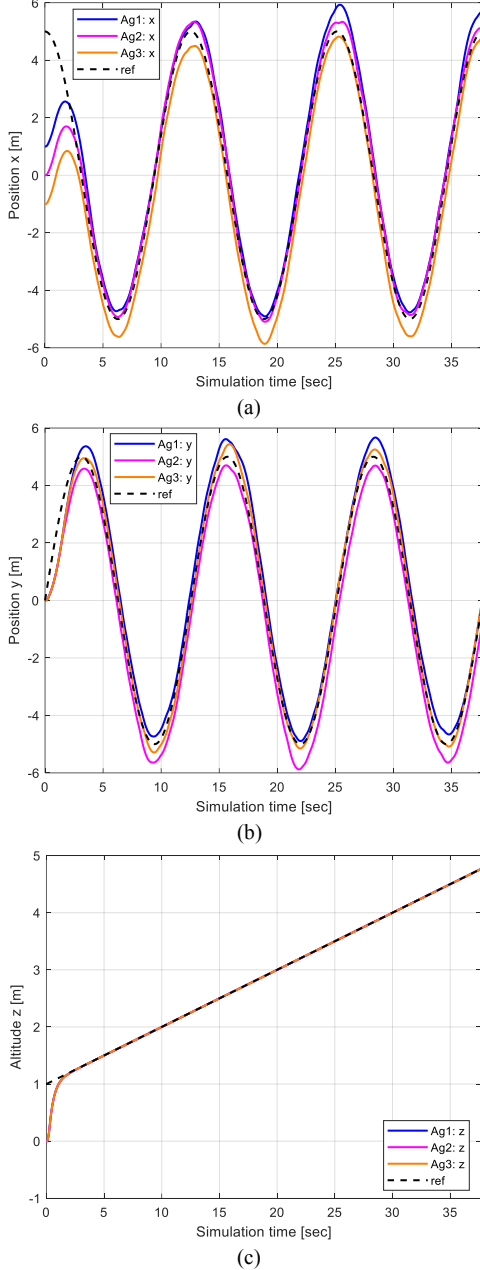 6
4
2
0
-2
-4
-6
Position x [m]
Ag1: x
Ag2: x
Ag3: x
ref
0 5 10 15 20 25 30 35
Simulation time [sec]
(a)
6
4
2
0
-2
-4
-6
Position y [m]
Ag1: y
Ag2: y
Ag3: y
ref
0 5 10 15 20 25 30 35
Simulation time [sec]
(b)
5
4
3
2
1
0
-1
Altitude z [m]
Ag1: z
Ag2: z
Ag3: z
ref
0 5 10 15 20 25 30 35
Simulation time [sec]
(c)